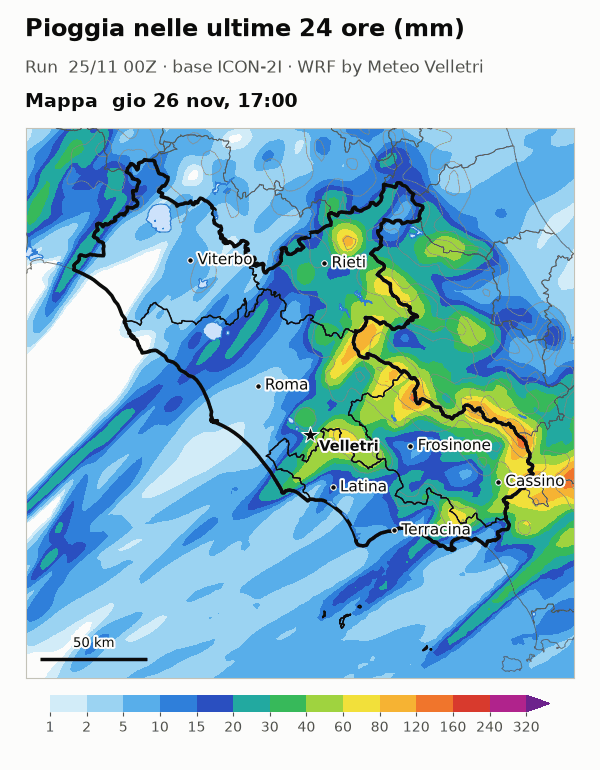 Pioggia nelle ultime 24 ore (mm)
Run  25/11 00Z · base ICON-2I · WRF by Meteo Velletri
Mappa  gio 26 nov, 17:00
Viterbo
Rieti
Roma
Velletri
Frosinone
Cassino
Latina
Terracina
50 km
1 2 5 10 15 20 30 40 60 80 120 160 240 320